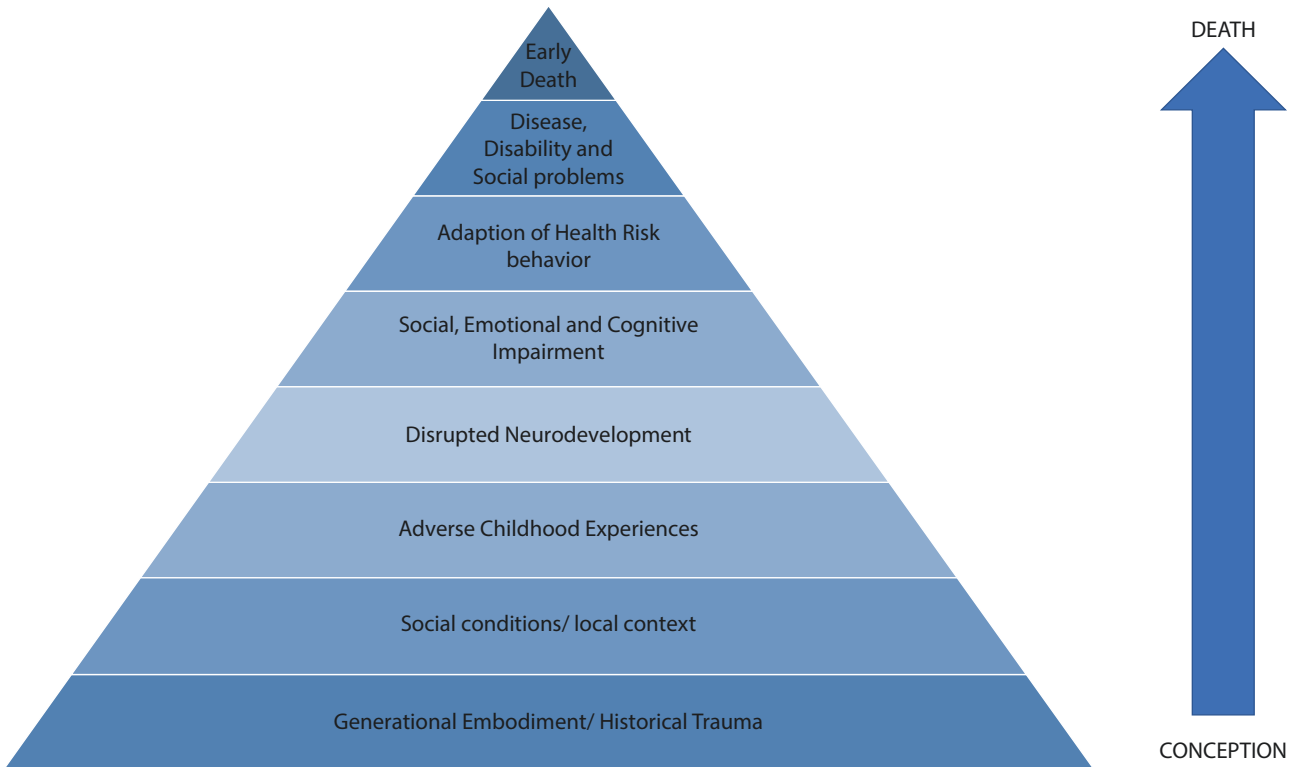 Early
Death
Disease,
Disability and
Social problems
Adaption of Health Risk
behavior
Social, Emotional and Cognitive
Impairment
Disrupted Neurodevelopment
Adverse Childhood Experiences
Social conditions/ local context
Generational Embodiment/ Historical Trauma
DEATH
CONCEPTION